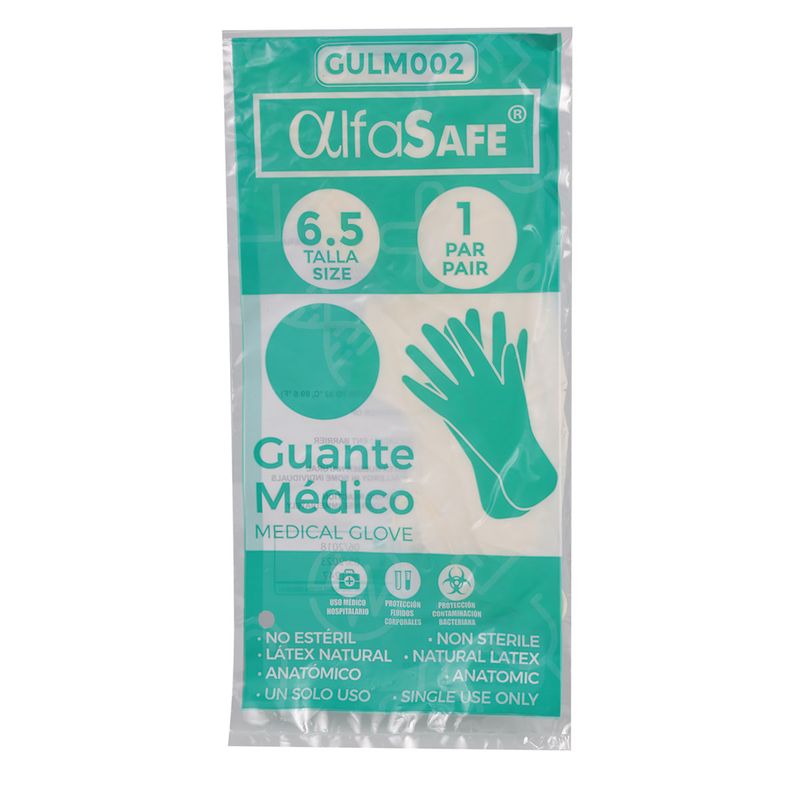 GULM002
αlfaSAFE®
6.5
TALLA
SIZE
1
PAR
PAIR
Guante
Médico
MEDICAL GLOVE
USO MÉDICO
HOSPITALARIO
PROTECCIÓN
FLUIDOS
CORPORALES
PROTECCIÓN
CONTAMINACIÓN
BACTERIANA
• NO ESTÉRIL
• LÁTEX NATURAL
• ANATÓMICO
• UN SOLO USO
• NON STERILE
• NATURAL LATEX
• ANATOMIC
• SINGLE USE ONLY